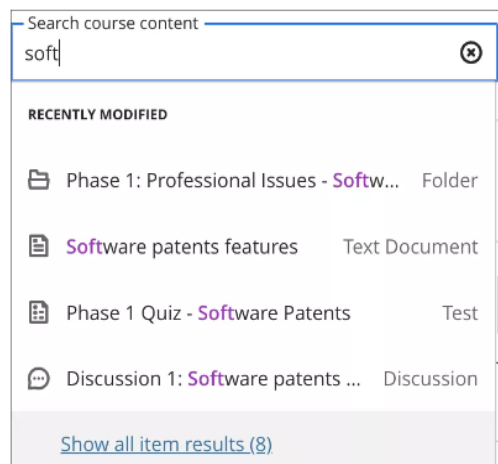 Search course content
soft
RECENTLY MODIFIED
Phase 1: Professional Issues - Softw... Folder
Software patents features Text Document
Phase 1 Quiz - Software Patents Test
Discussion 1: Software patents ... Discussion
Show all item results (8)